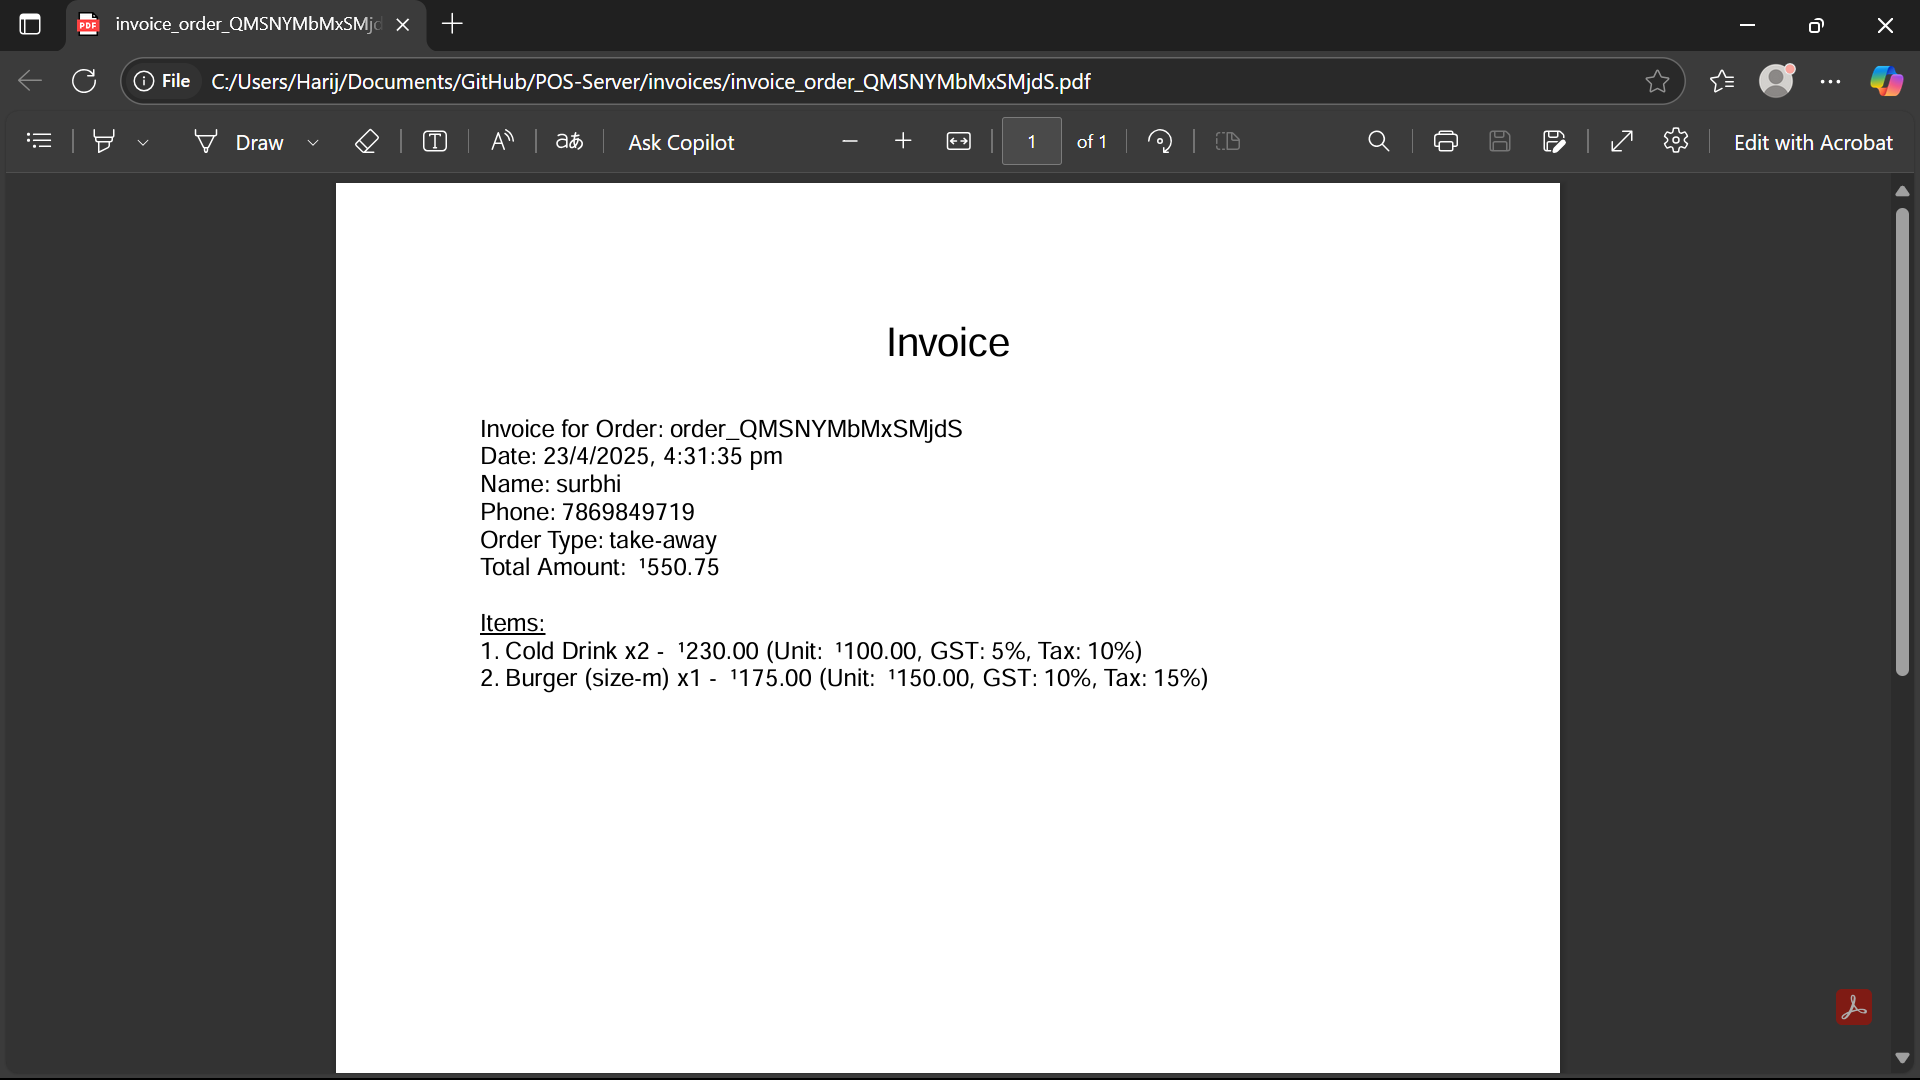 invoice_order_QMSNYMbMxSMjd
File C:/Users/Harij/Documents/GitHub/POS-Server/invoices/invoice_order_QMSNYMbMxSMjdS.pdf
Draw aあ Ask Copilot 1 of 1 Edit with Acrobat
Invoice
Invoice for Order: order_QMSNYMbMxSMjdS
Date: 23/4/2025, 4:31:35 pm
Name: surbhi
Phone: 7869849719
Order Type: take-away
Total Amount: ¹550.75
Items:
1. Cold Drink x2 - ¹230.00 (Unit: ¹100.00, GST: 5%, Tax: 10%)
2. Burger (size-m) x1 - ¹175.00 (Unit: ¹150.00, GST: 10%, Tax: 15%)